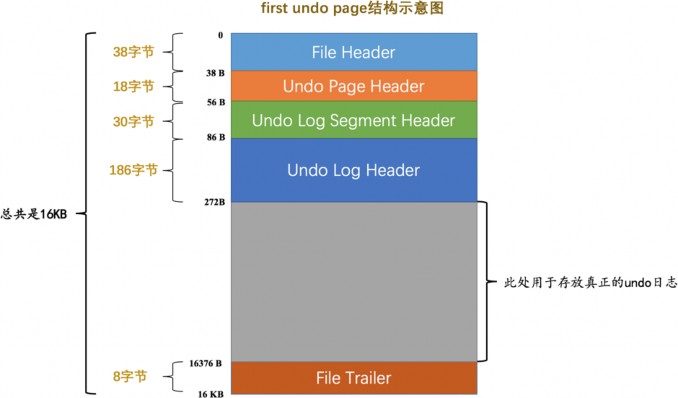 first undo page结构示意图
0
38字节
File Header
38 B
18字节
Undo Page Header
56 B
30字节
Undo Log Segment Header
86 B
186字节
Undo Log Header
272B
总共是16KB
此处用于存放真正的undo日志
16376 B
8字节
File Trailer
16 KB